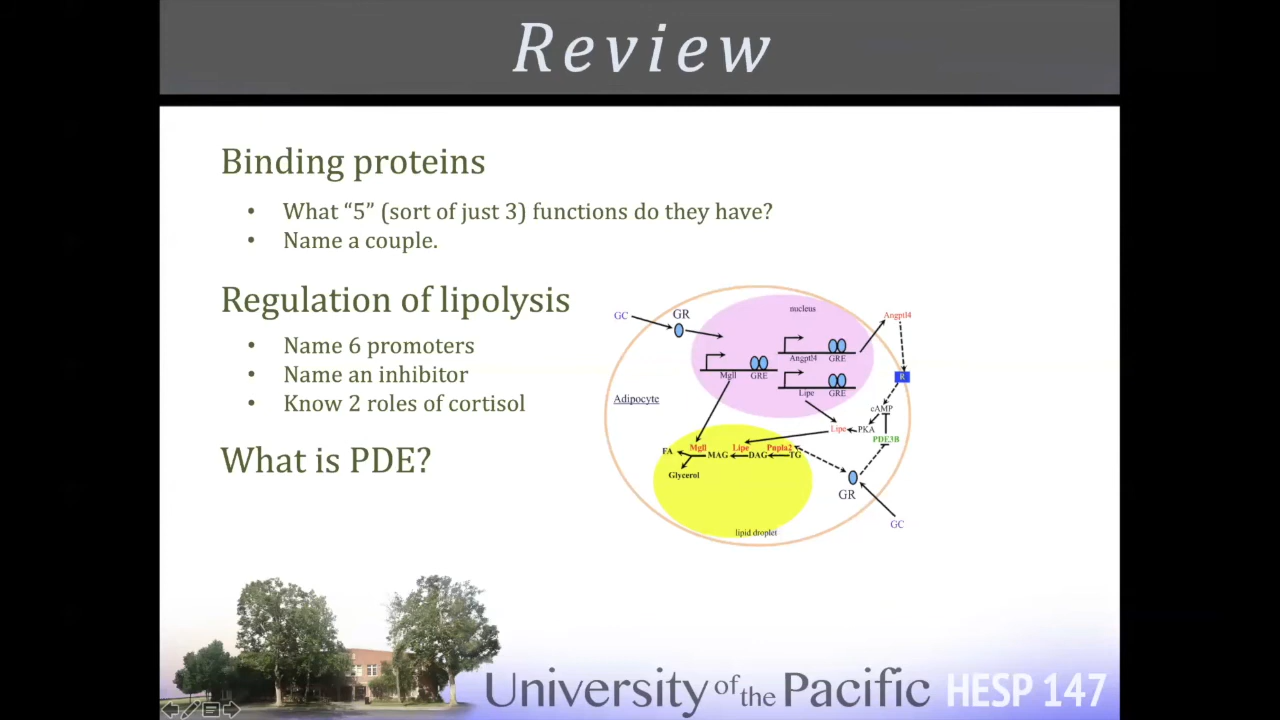 Review
Binding proteins
• What “5” (sort of just 3) functions do they have?
• Name a couple.
Regulation of lipolysis
• Name 6 promoters
• Name an inhibitor
• Know 2 roles of cortisol
What is PDE?
nucleus
GC
GR
Angptl4
Angptl4
GRE
Mgll
GRE
R
Lipe
GRE
Adipocyte
cAMP
Lipe
PKA
PDE3B
Mgll
Lipe
Pnpla2
FA
MAG
DAG
TG
Glycerol
GR
GC
lipid droplet
University of the Pacific HESP 147